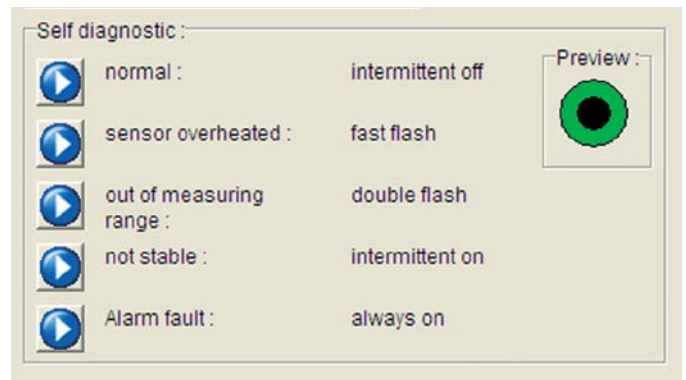 Self diagnostic :
Preview :
normal : intermittent off
sensor overheated : fast flash
out of measuring double flash
range :
not stable : intermittent on
Alarm fault : always on